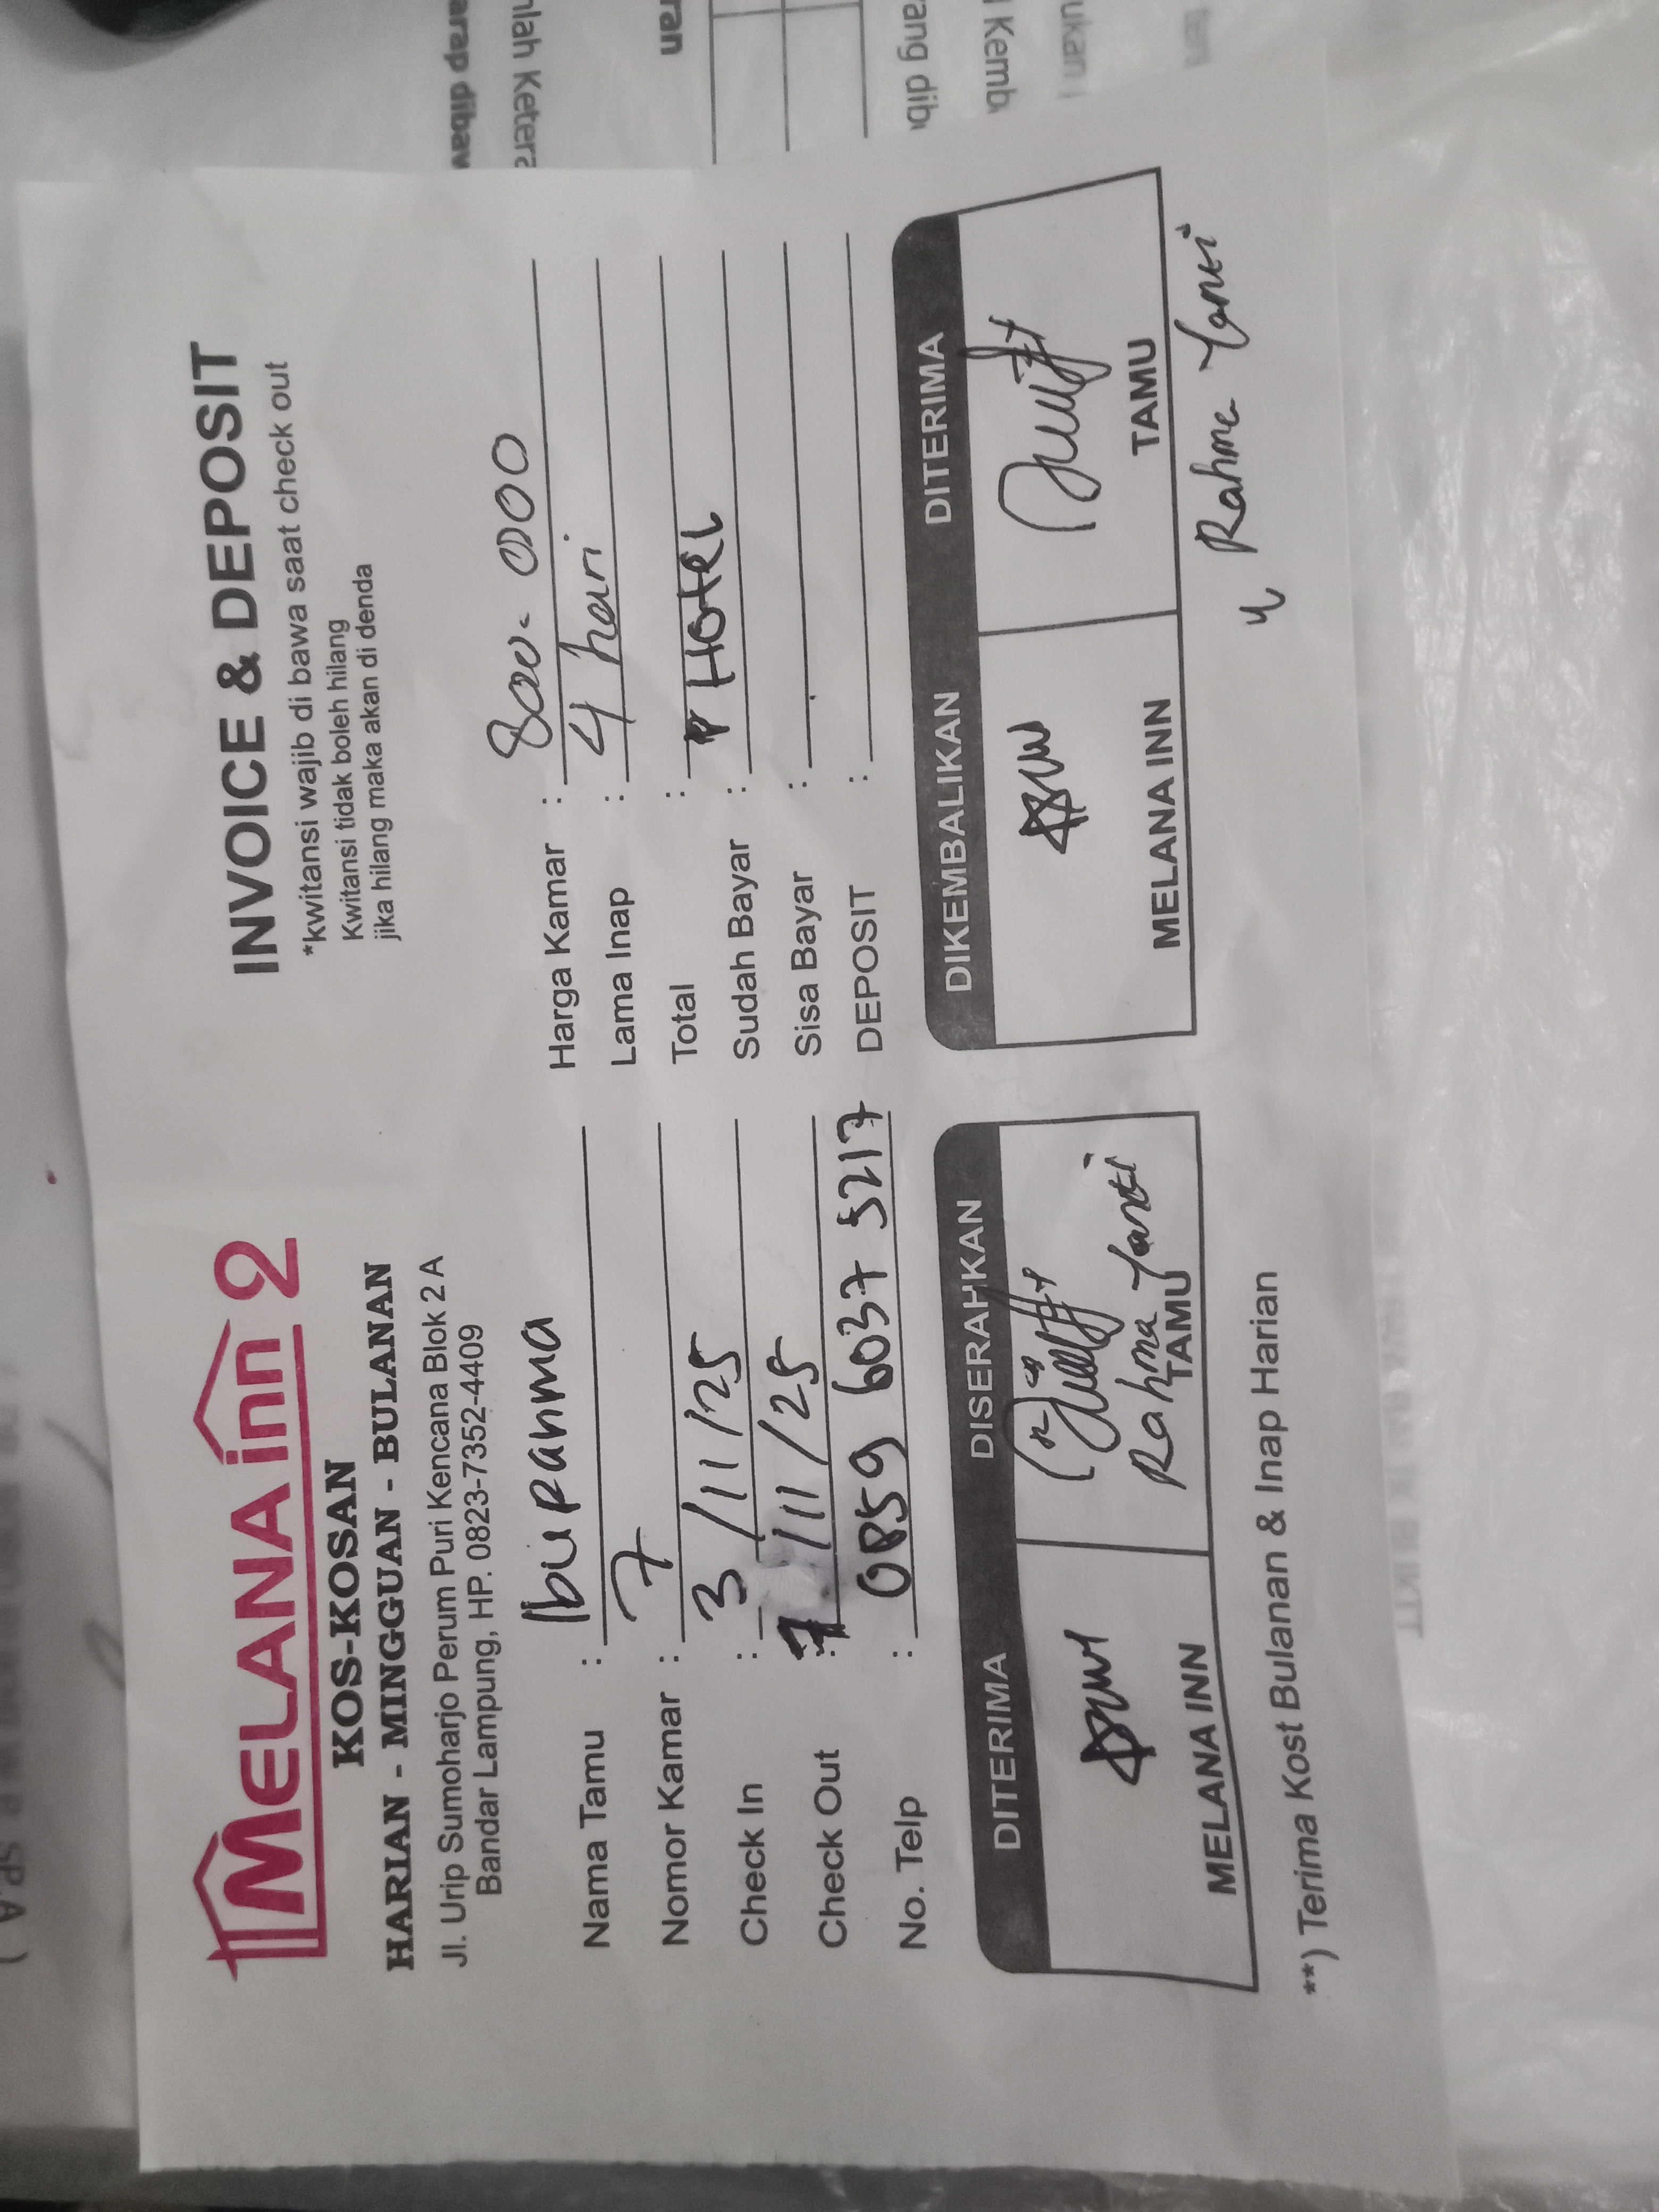 MELANA inn 2
KOS-KOSAN
HARIAN - MINGGUAN - BULANAN
Jl. Urip Sumoharjo Perum Puri Kencana Blok 2 A
Bandar Lampung, HP. 0823-7352-4409
INVOICE & DEPOSIT
*kwitansi wajib di bawa saat check out
Kwitansi tidak boleh hilang
jika hilang maka akan di denda
Nama Tamu : Ibu Rahma
Nomor Kamar : 7
Check In : 3/11/25
Check Out : 7/11/25
No. Telp : 0859 6037 5217
Harga Kamar : 800.000
Lama Inap : 4 hari
Total :
Sudah Bayar : Hotel
Sisa Bayar :
DEPOSIT :
DITERIMA DISERAHKAN
Rahma Yanti
MELANA INN TAMU
DIKEMBALIKAN DITERIMA
MELANA INN TAMU
Rahma Yanti
**) Terima Kost Bulanan & Inap Harian
arap dibaw
ran